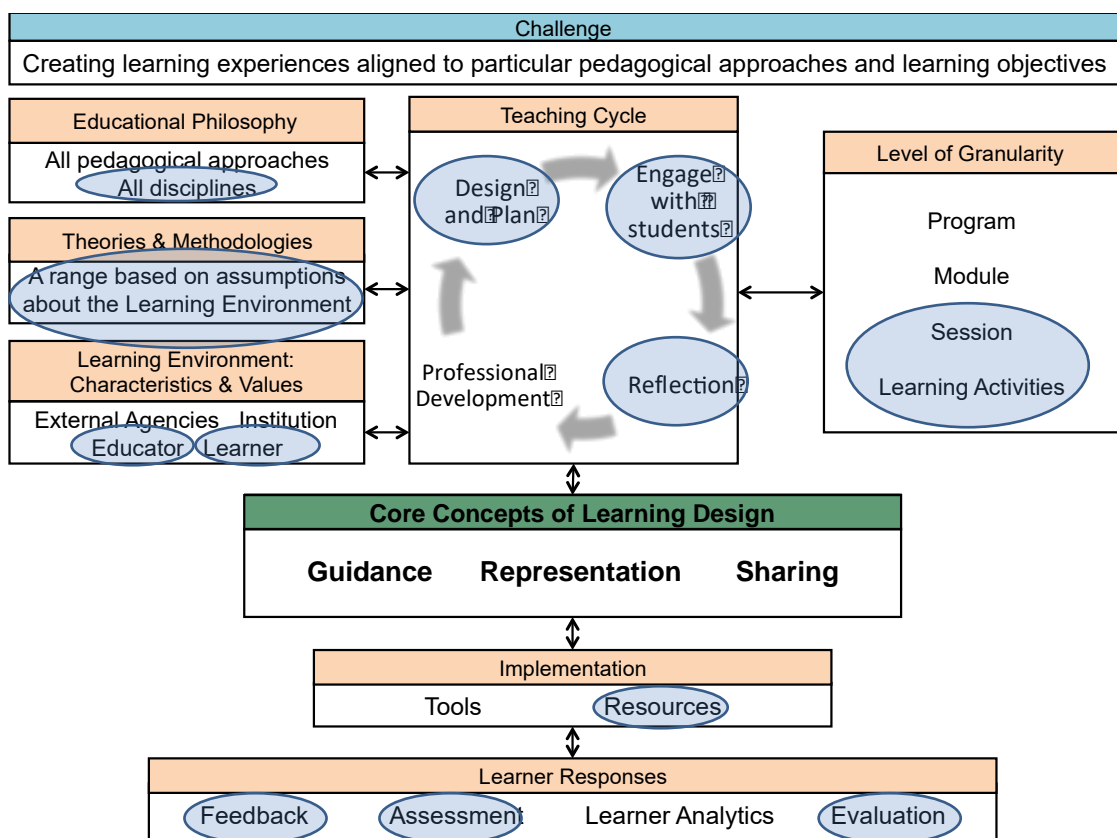 Challenge
Creating learning experiences aligned to particular pedagogical approaches and learning objectives
Educational Philosophy
All pedagogical approaches
All disciplines
Theories & Methodologies
A range based on assumptions
about the Learning Environment
Learning Environment:
Characteristics & Values
External Agencies Institution
Educator Learner
Teaching Cycle
Design
and Plan
Engage
with
students
Reflection
Professional
Development
Level of Granularity
Program
Module
Session
Learning Activities
Core Concepts of Learning Design
Guidance Representation Sharing
Implementation
Tools Resources
Learner Responses
Feedback Assessment Learner Analytics Evaluation